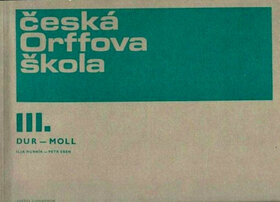 česká
Orffova
škola
III.
DUR — MOLL
ILJA HURNÍK — PETR EBEN